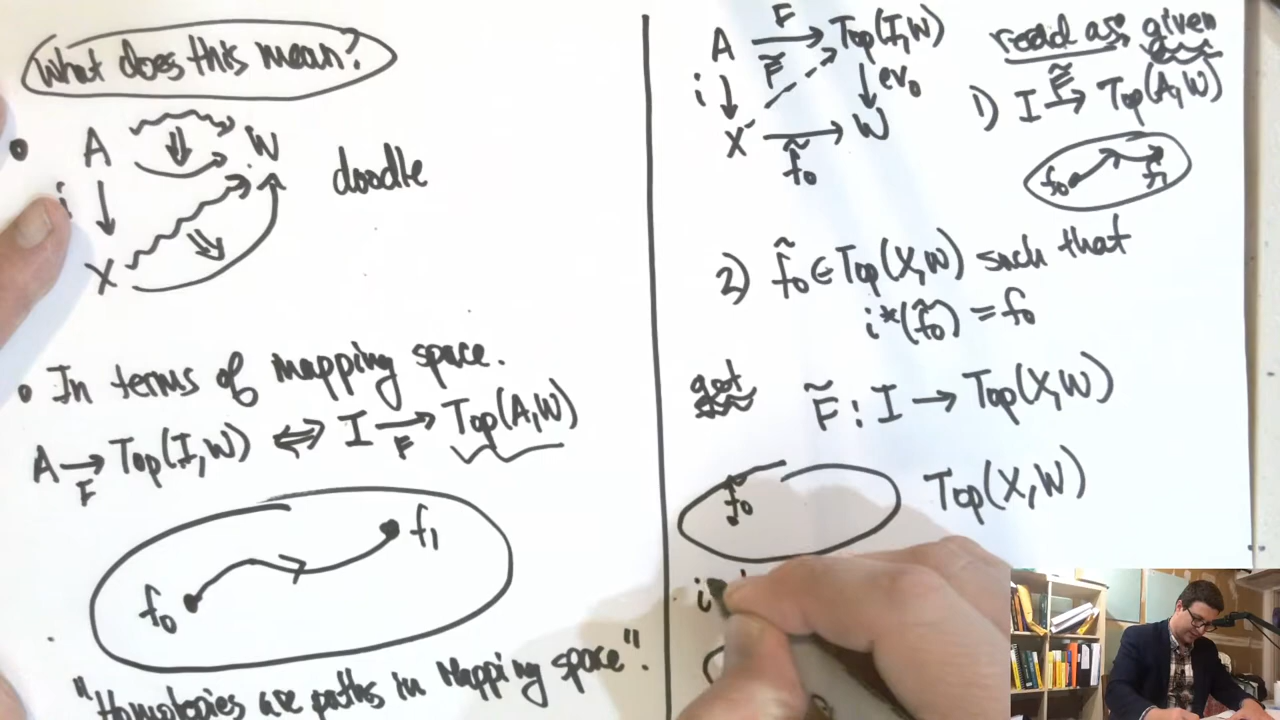 What does this mean?
A W
i
X
doodle
In terms of mapping space.
A → Top(I,W) ⇔ I → Top(A,W)
F F
f₁
f₀
"Homotopies are paths in Mapping space".
A F→ Top(I,W)
i F̃ ev₀
X → W
f̃₀
read as: given
1) I F̃→ Top(A,W)
f₀ f₁
2) f̃₀ ∈ Top(X,W) such that
i*(f̃₀) = f₀
get
F̃ : I → Top(X,W)
f̃₀
Top(X,W)
i